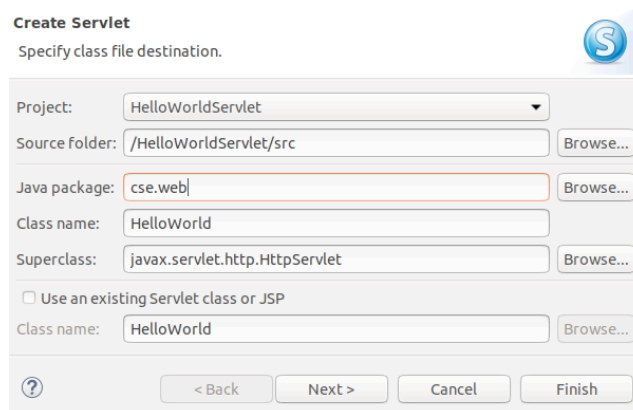 Create Servlet
Specify class file destination.
S
Project: HelloWorldServlet
Source folder: /HelloWorldServlet/src Browse...
Java package: cse.web Browse...
Class name: HelloWorld
Superclass: javax.servlet.http.HttpServlet Browse...
Use an existing Servlet class or JSP
Class name: HelloWorld Browse...
? < Back Next > Cancel Finish